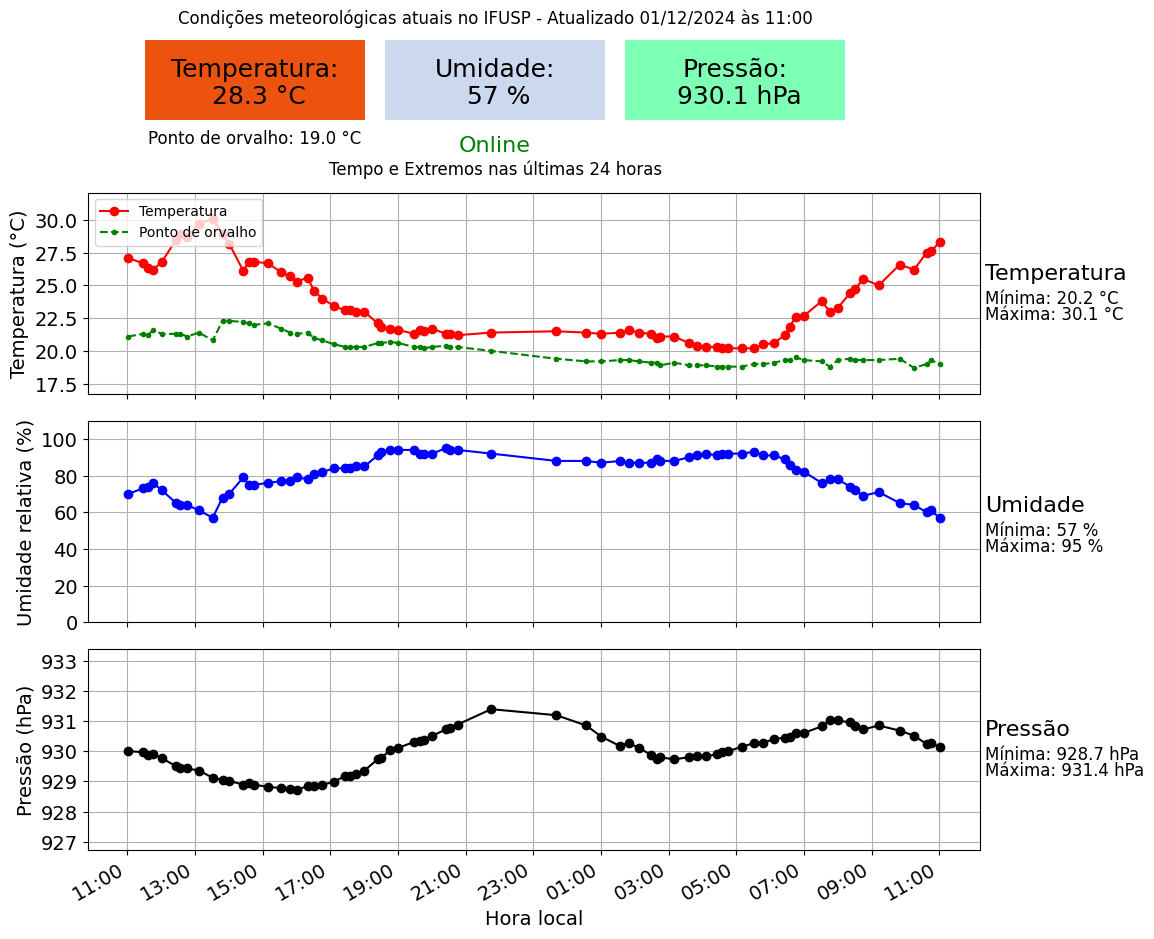 Condições meteorológicas atuais no IFUSP - Atualizado 01/12/2024 às 11:00
Temperatura:
28.3 °C
Umidade:
57 %
Pressão:
930.1 hPa
Ponto de orvalho: 19.0 °C
Online
Tempo e Extremos nas últimas 24 horas
Temperatura (°C)
30.0
27.5
25.0
22.5
20.0
17.5
Temperatura
Ponto de orvalho
Temperatura
Mínima: 20.2 °C
Máxima: 30.1 °C
Umidade relativa (%)
100
80
60
40
20
0
Umidade
Mínima: 57 %
Máxima: 95 %
Pressão (hPa)
933
932
931
930
929
928
927
Pressão
Mínima: 928.7 hPa
Máxima: 931.4 hPa
11:00
13:00
15:00
17:00
19:00
21:00
23:00
01:00
03:00
05:00
07:00
09:00
11:00
Hora local